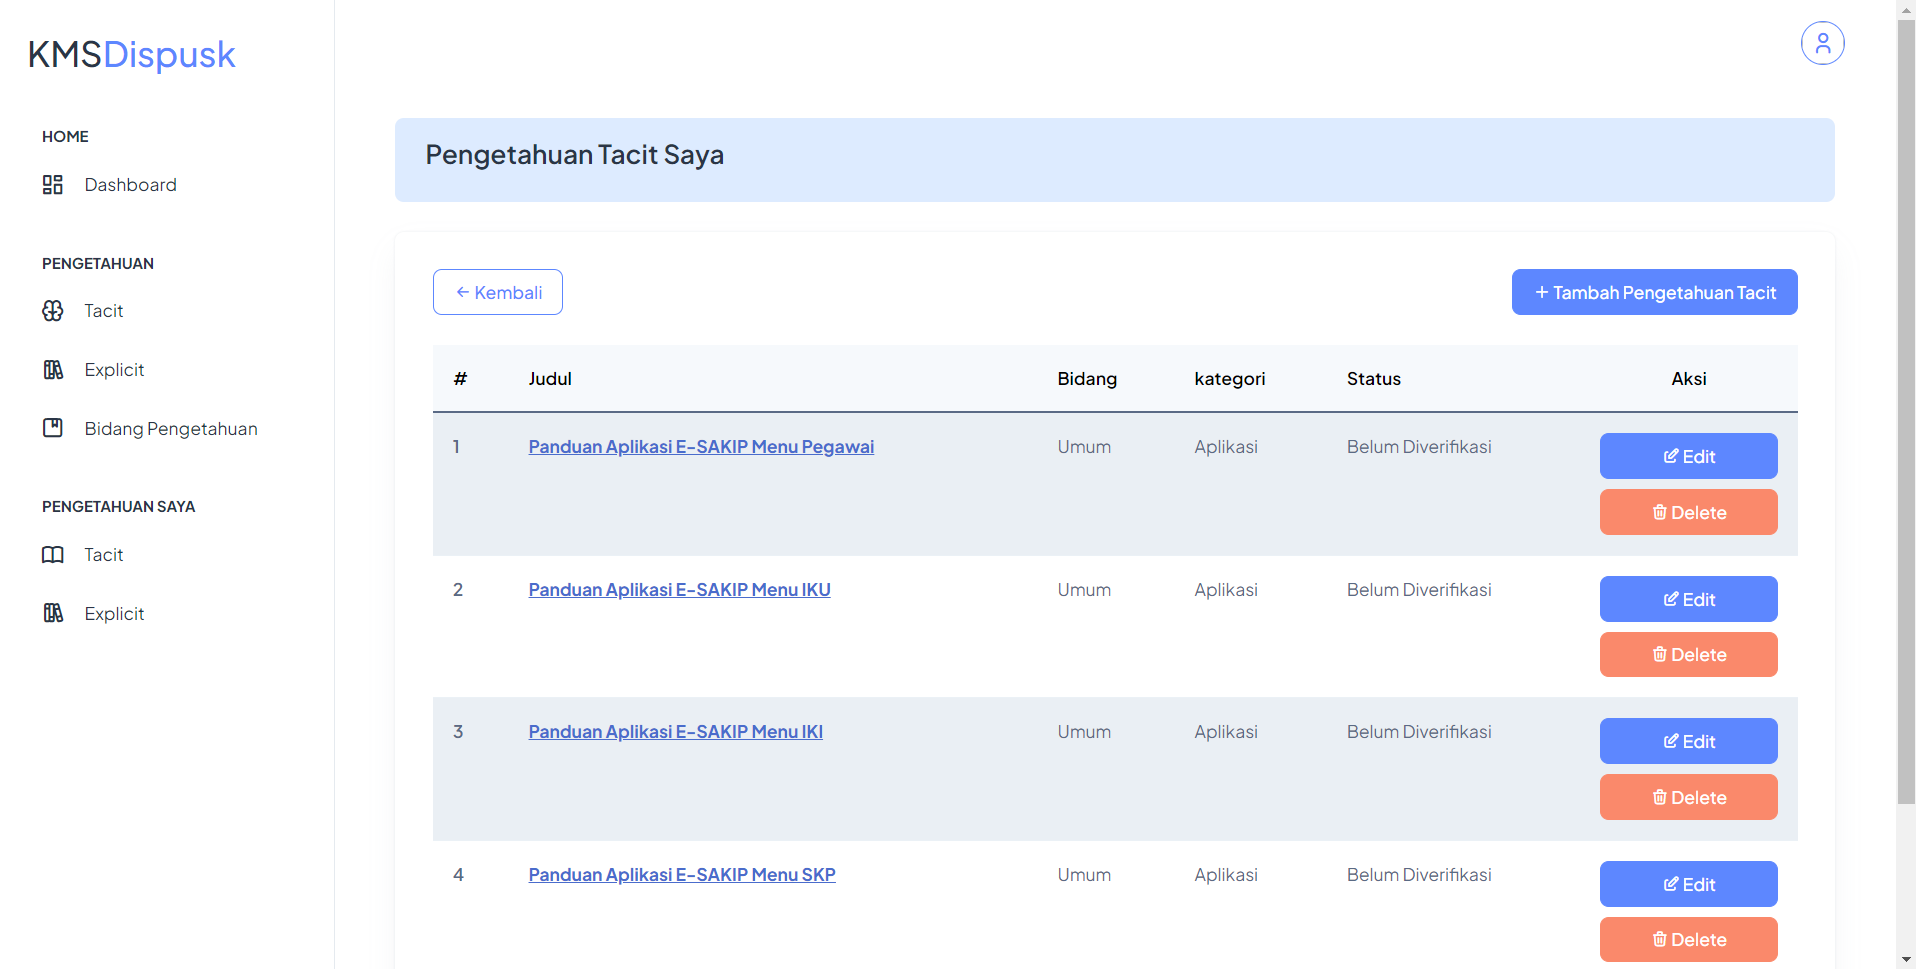 KMSDispusk
HOME
Dashboard
PENGETAHUAN
Tacit
Explicit
Bidang Pengetahuan
PENGETAHUAN SAYA
Tacit
Explicit
Pengetahuan Tacit Saya
← Kembali
+ Tambah Pengetahuan Tacit
# Judul Bidang kategori Status Aksi
1 Panduan Aplikasi E-SAKIP Menu Pegawai Umum Aplikasi Belum Diverifikasi Edit
Delete
2 Panduan Aplikasi E-SAKIP Menu IKU Umum Aplikasi Belum Diverifikasi Edit
Delete
3 Panduan Aplikasi E-SAKIP Menu IKI Umum Aplikasi Belum Diverifikasi Edit
Delete
4 Panduan Aplikasi E-SAKIP Menu SKP Umum Aplikasi Belum Diverifikasi Edit
Delete